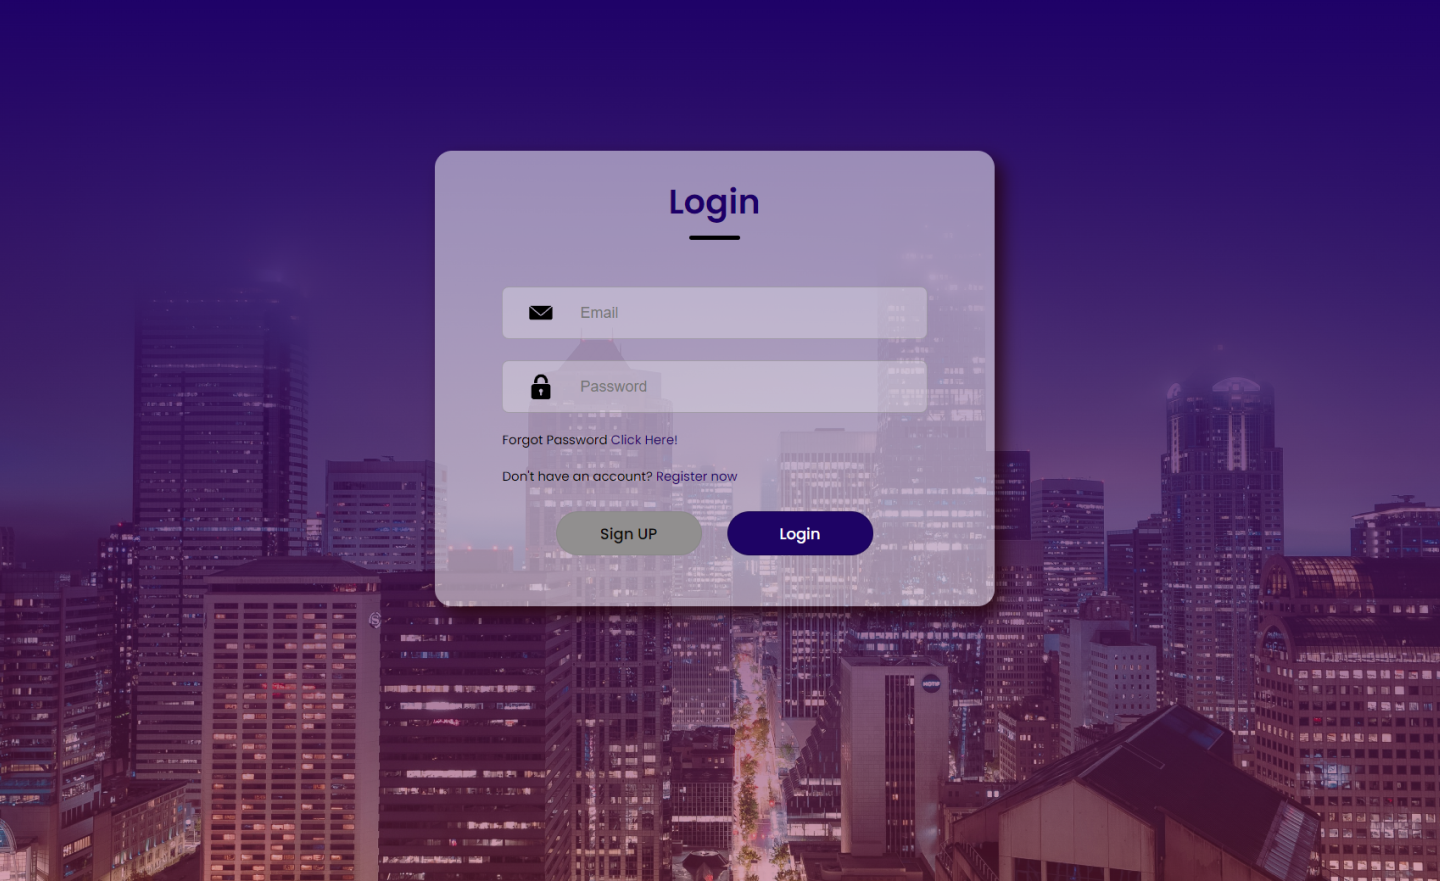 Login
Email
Password
Forgot Password Click Here!
Don't have an account? Register now
Sign UP Login